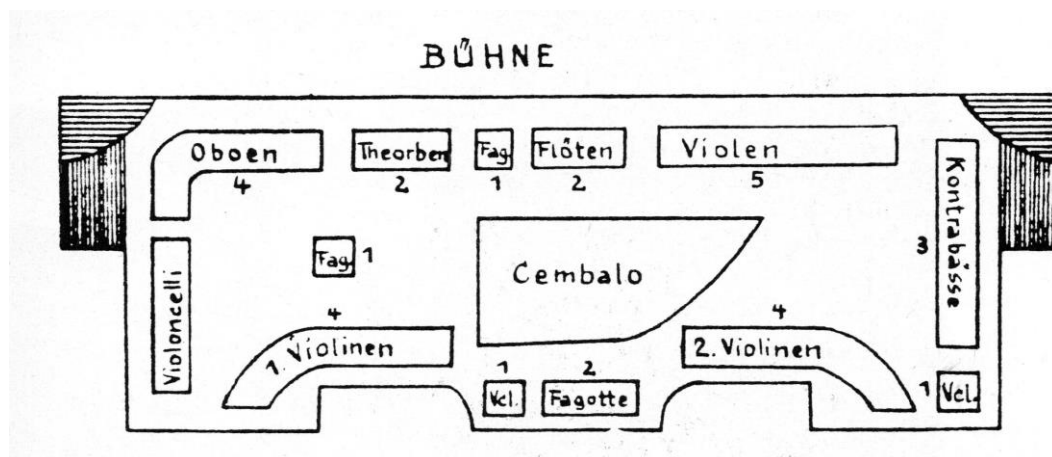 BÜHNE
Oboen Theorben Fag. Flöten Violen
4 2 1 2 5
Kontrabässe
3
Fag. 1
Cembalo
Violoncelli
4 4
1. Violinen 2. Violinen
1 2
Vcl. Fagotte 1 Vcl.